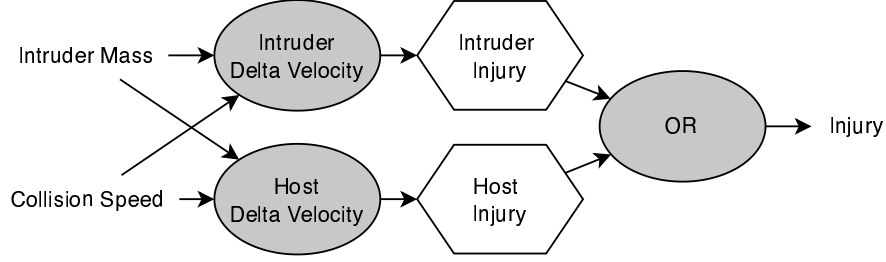 Intruder Mass
Intruder
Delta Velocity
Intruder
Injury
OR
Injury
Collision Speed
Host
Delta Velocity
Host
Injury